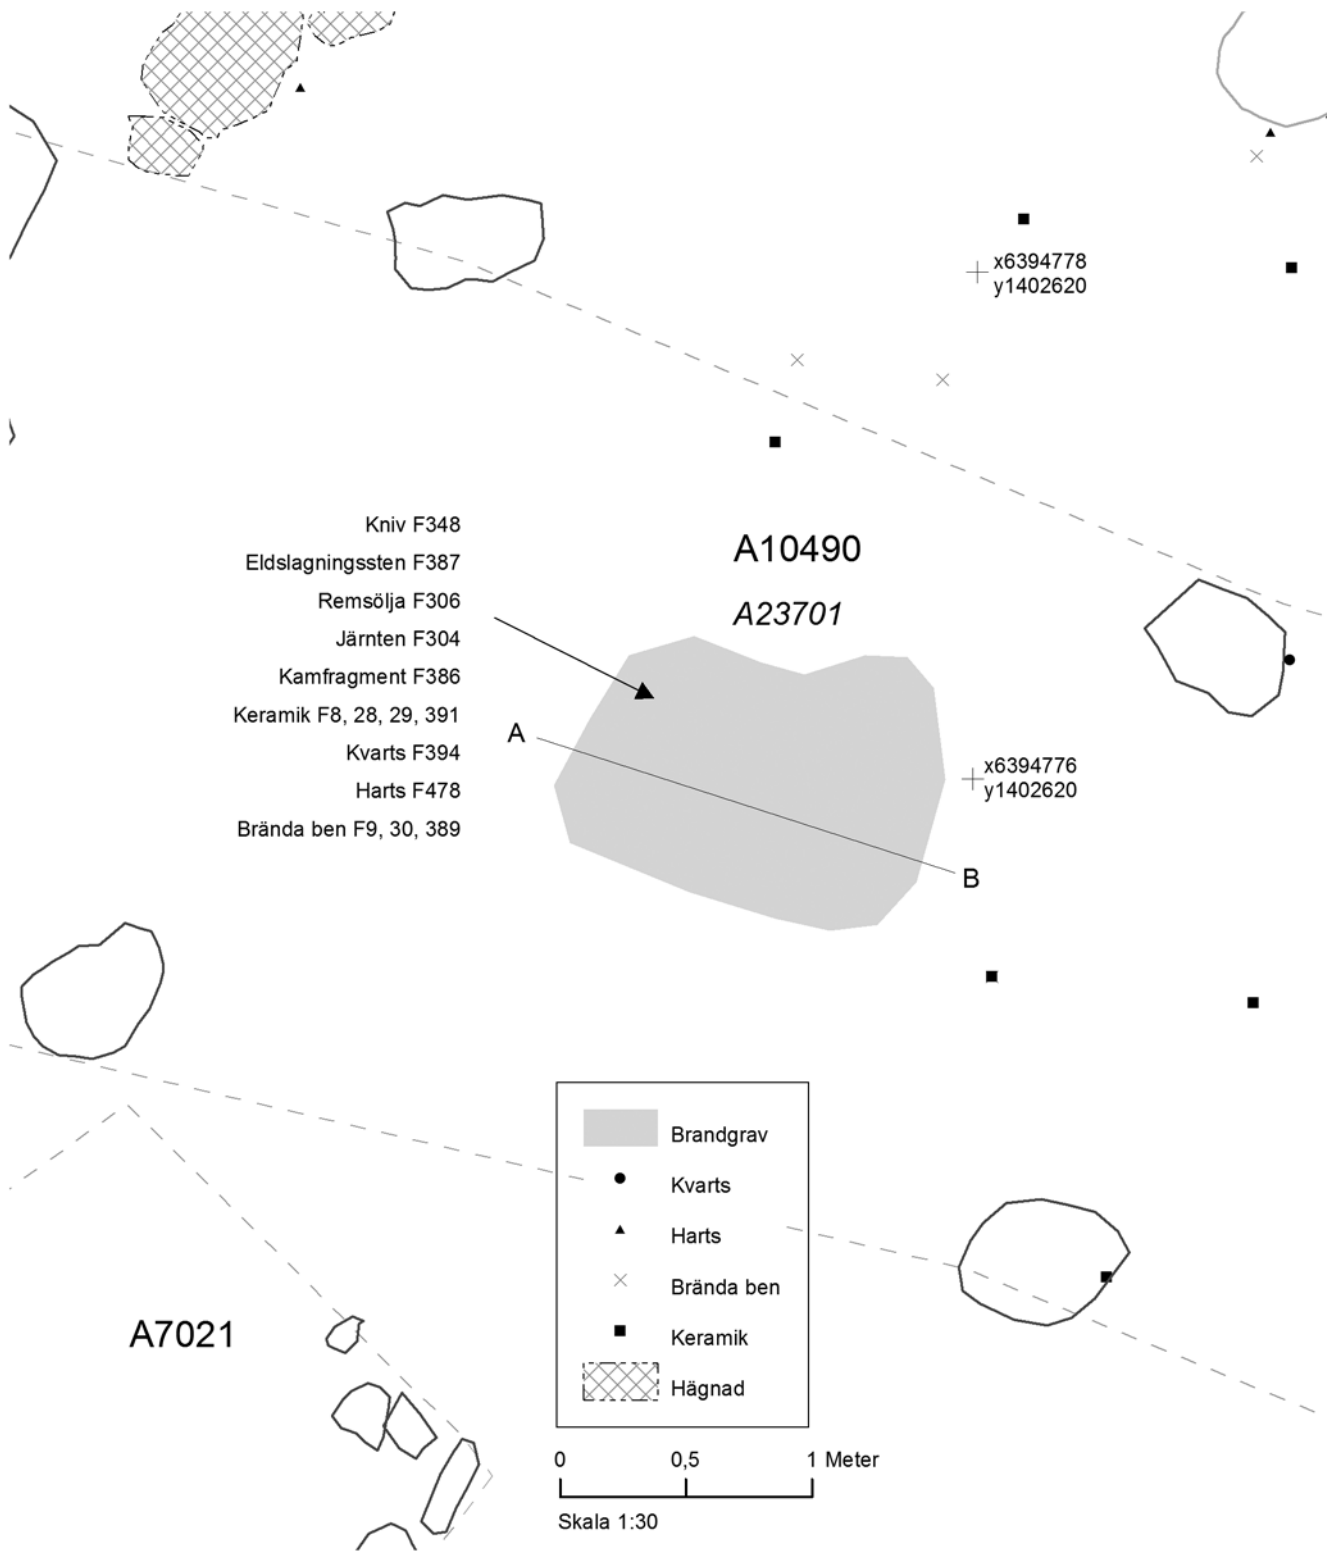 x6394778
y1402620
Kniv F348
Eldslagningssten F387
Remsölja F306
Järnten F304
Kamfragment F386
Keramik F8, 28, 29, 391
Kvarts F394
Harts F478
Brända ben F9, 30, 389
A10490
A23701
A
x6394776
y1402620
B
A7021
Brandgrav
Kvarts
Harts
Brända ben
Keramik
Hägnad
0 0,5 1 Meter
Skala 1:30